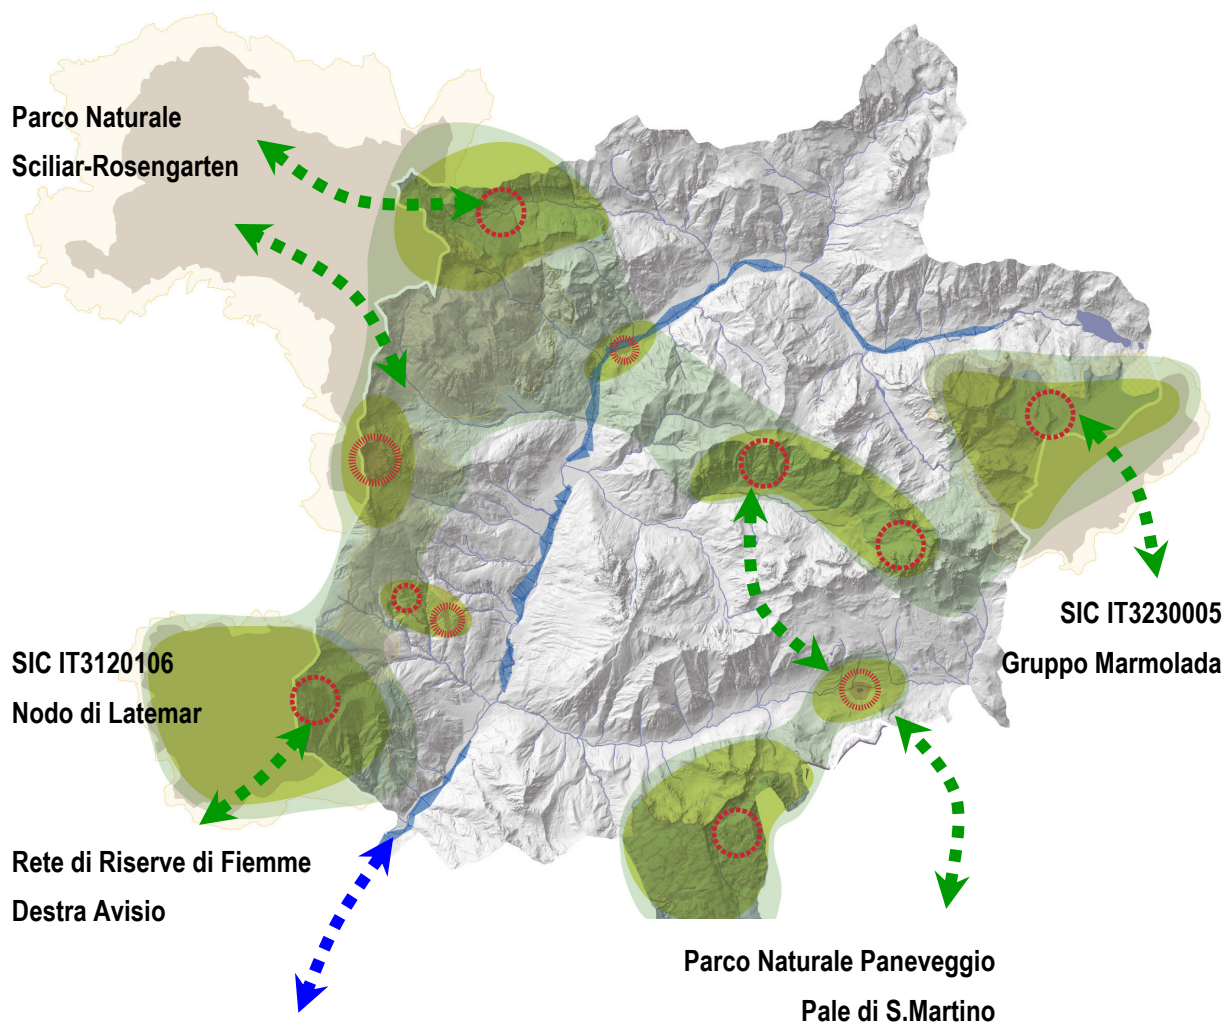 Parco Naturale
Sciliar-Rosengarten
SIC IT3230005
Gruppo Marmolada
SIC IT3120106
Nodo di Latemar
Rete di Riserve di Fiemme
Destra Avisio
Parco Naturale Paneveggio
Pale di S.Martino